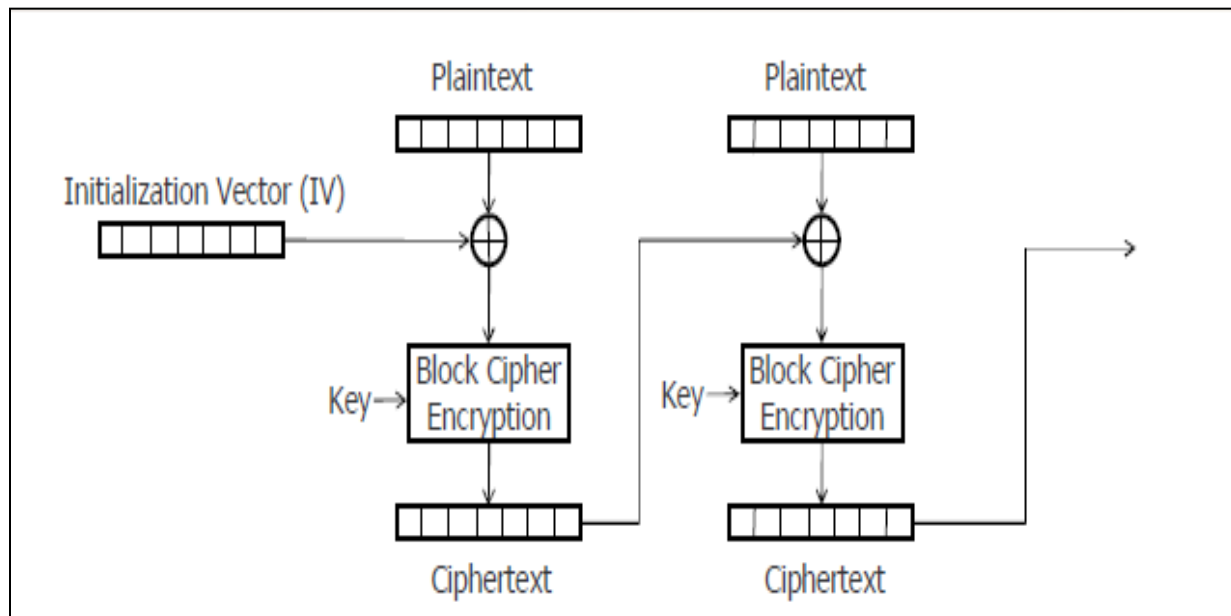 Plaintext
Plaintext
Initialization Vector (IV)
Block Cipher
Encryption
Key
Block Cipher
Encryption
Key
Ciphertext
Ciphertext